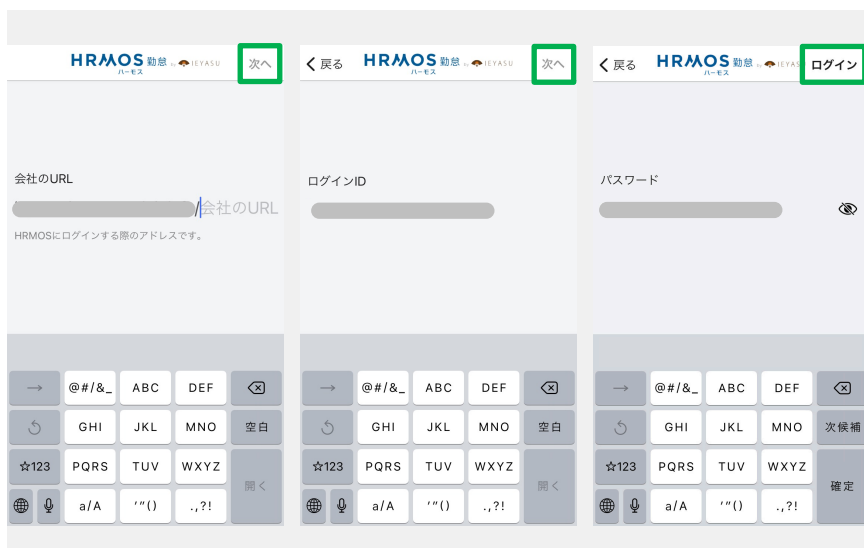 HRMOS 勤怠 by IEYASU
ハーモス
次へ
会社のURL
/会社のURL
HRMOSにログインする際のアドレスです。
→ @#/&_ ABC DEF
GHI JKL MNO 空白
☆123 PQRS TUV WXYZ
開く
a/A '"() .,?!
戻る
HRMOS 勤怠 by IEYASU
ハーモス
次へ
ログインID
→ @#/&_ ABC DEF
GHI JKL MNO 空白
☆123 PQRS TUV WXYZ
開く
a/A '"() .,?!
戻る
HRMOS 勤怠 by IEYAS
ハーモス
ログイン
パスワード
→ @#/&_ ABC DEF
GHI JKL MNO 次候補
☆123 PQRS TUV WXYZ
確定
a/A '"() .,?!